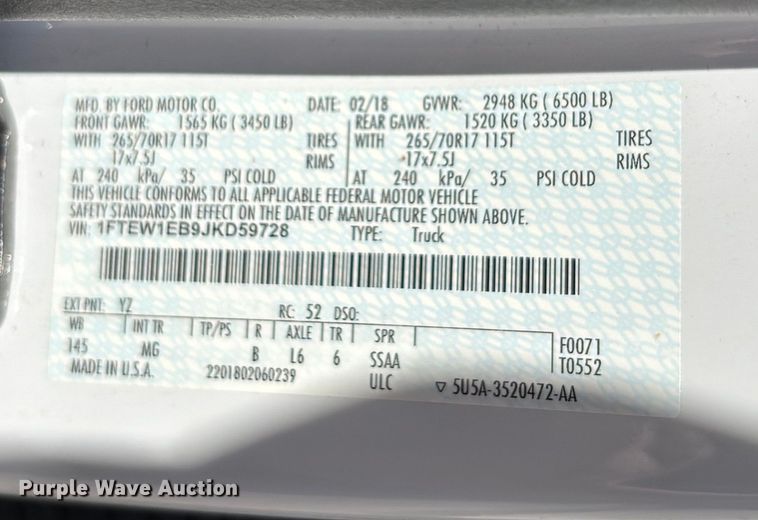 MFD. BY FORD MOTOR CO. DATE: 02/18 GVWR: 2948 KG ( 6500 LB)
FRONT GAWR: 1565 KG ( 3450 LB) REAR GAWR: 1520 KG ( 3350 LB)
WITH 265/70R17 115T TIRES WITH 265/70R17 115T TIRES
17x7.5J RIMS 17x7.5J RIMS
AT 240 kPa/ 35 PSI COLD AT 240 kPa/ 35 PSI COLD
THIS VEHICLE CONFORMS TO ALL APPLICABLE FEDERAL MOTOR VEHICLE
SAFETY STANDARDS IN EFFECT ON THE DATE OF MANUFACTURE SHOWN ABOVE.
VIN: 1FTEW1EB9JKD59728 TYPE: Truck
EXT PNT: YZ RC: 52 DSO:
WB INT TR TP/PS R AXLE TR SPR F0071
145 MG B L6 6 SSAA T0552
MADE IN U.S.A. 2201802060239 ULC ▽ 5U5A-3520472-AA
Purple Wave Auction